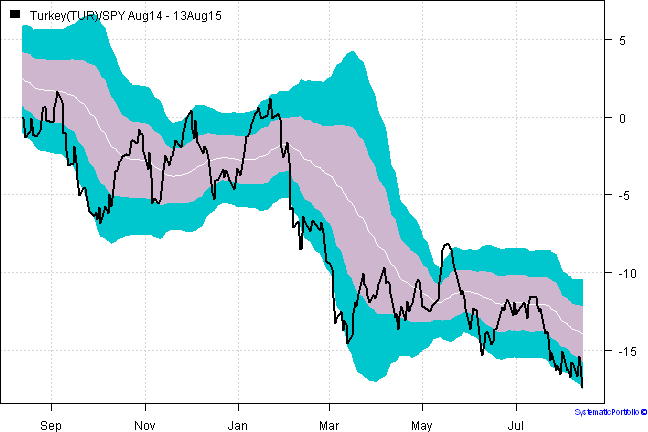 Turkey(TUR)/SPY Aug14 - 13Aug15
5
0
-5
-10
-15
Sep Nov Jan Mar May Jul
SystematicPortfolio ©